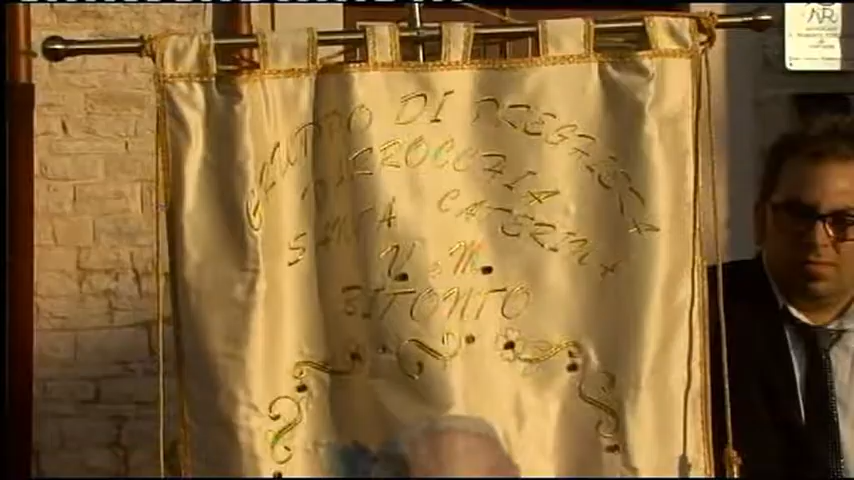 GRUPPO DI PREGHIERA
PARROCCHIA
SANTA CATERINA
V. M.
BITONTO